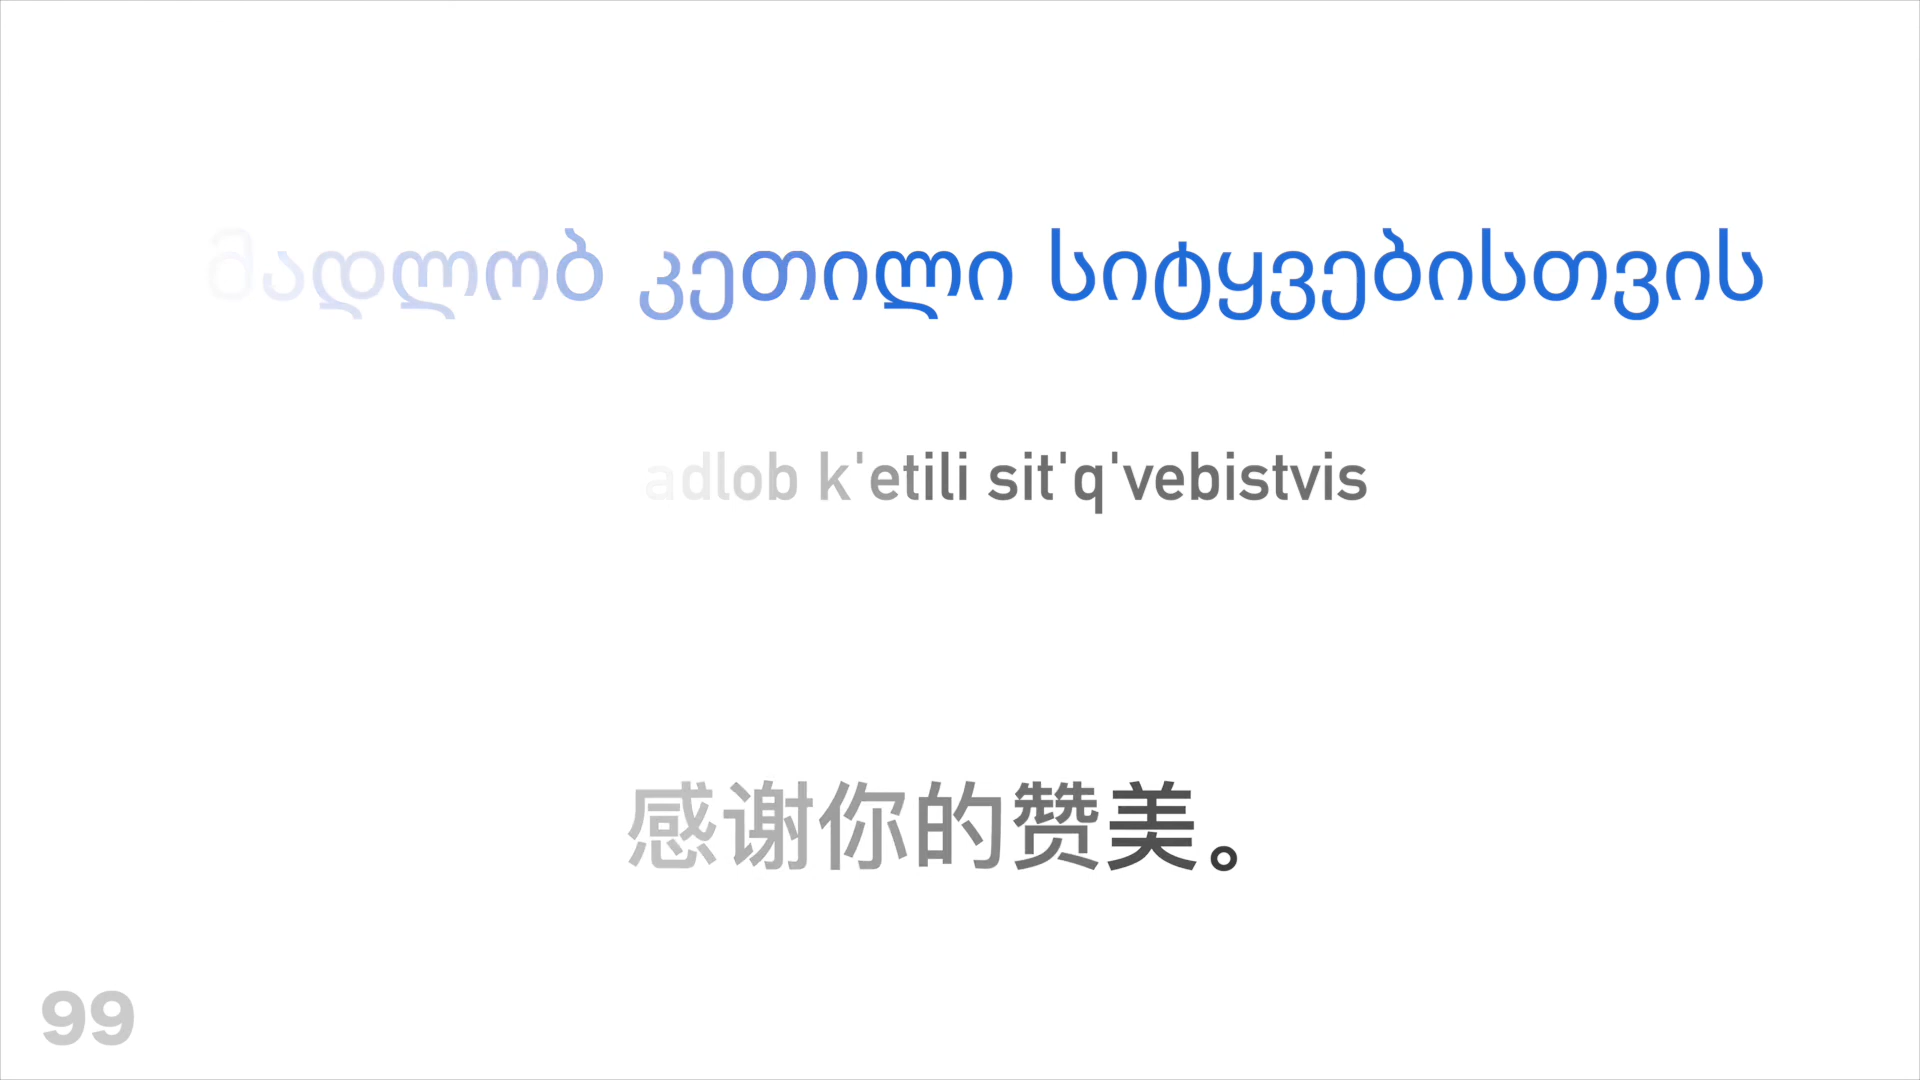 მადლობ კეთილი სიტყვებისთვის
adlob k'etili sit'q'vebistvis
感谢你的赞美。
99